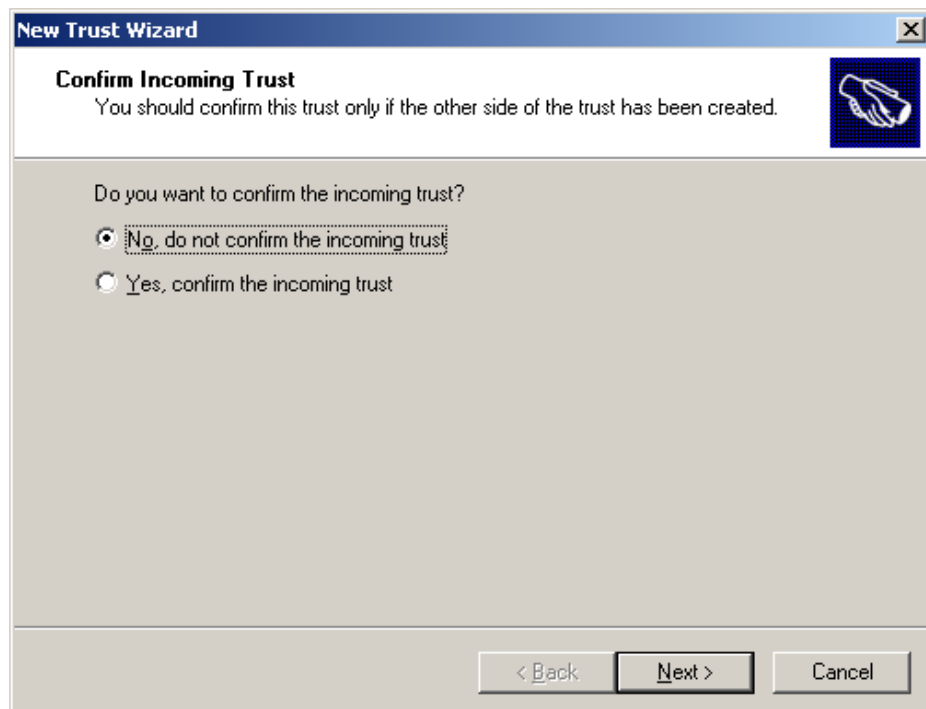 New Trust Wizard
Confirm Incoming Trust
You should confirm this trust only if the other side of the trust has been created.
Do you want to confirm the incoming trust?
No, do not confirm the incoming trust
Yes, confirm the incoming trust
< Back Next > Cancel